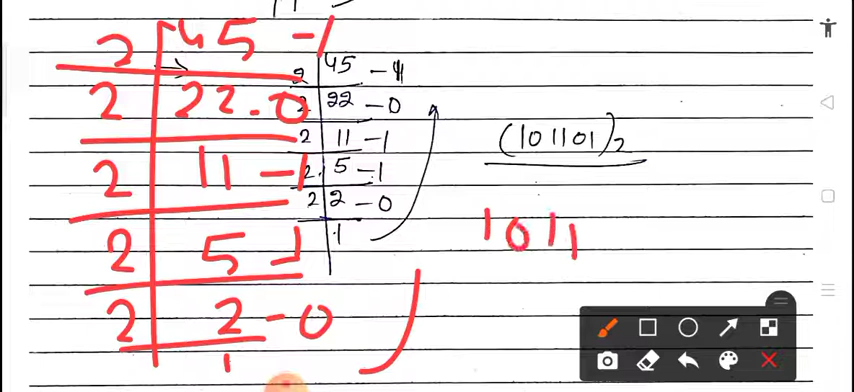 2 45 -1
2 22 - 0
2 11 - 1
2 5 - 1
2 2 - 0
1
2 45 - 1
2 22 - 0
2 11 - 1
2 5 - 1
2 2 - 0
1
(101101)2
1011